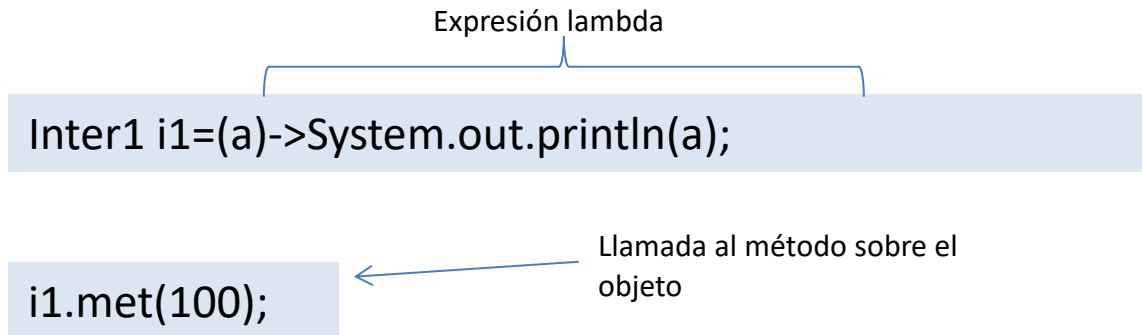 Expresión lambda
Inter1 i1=(a)->System.out.println(a);
Llamada al método sobre el
objeto
i1.met(100);